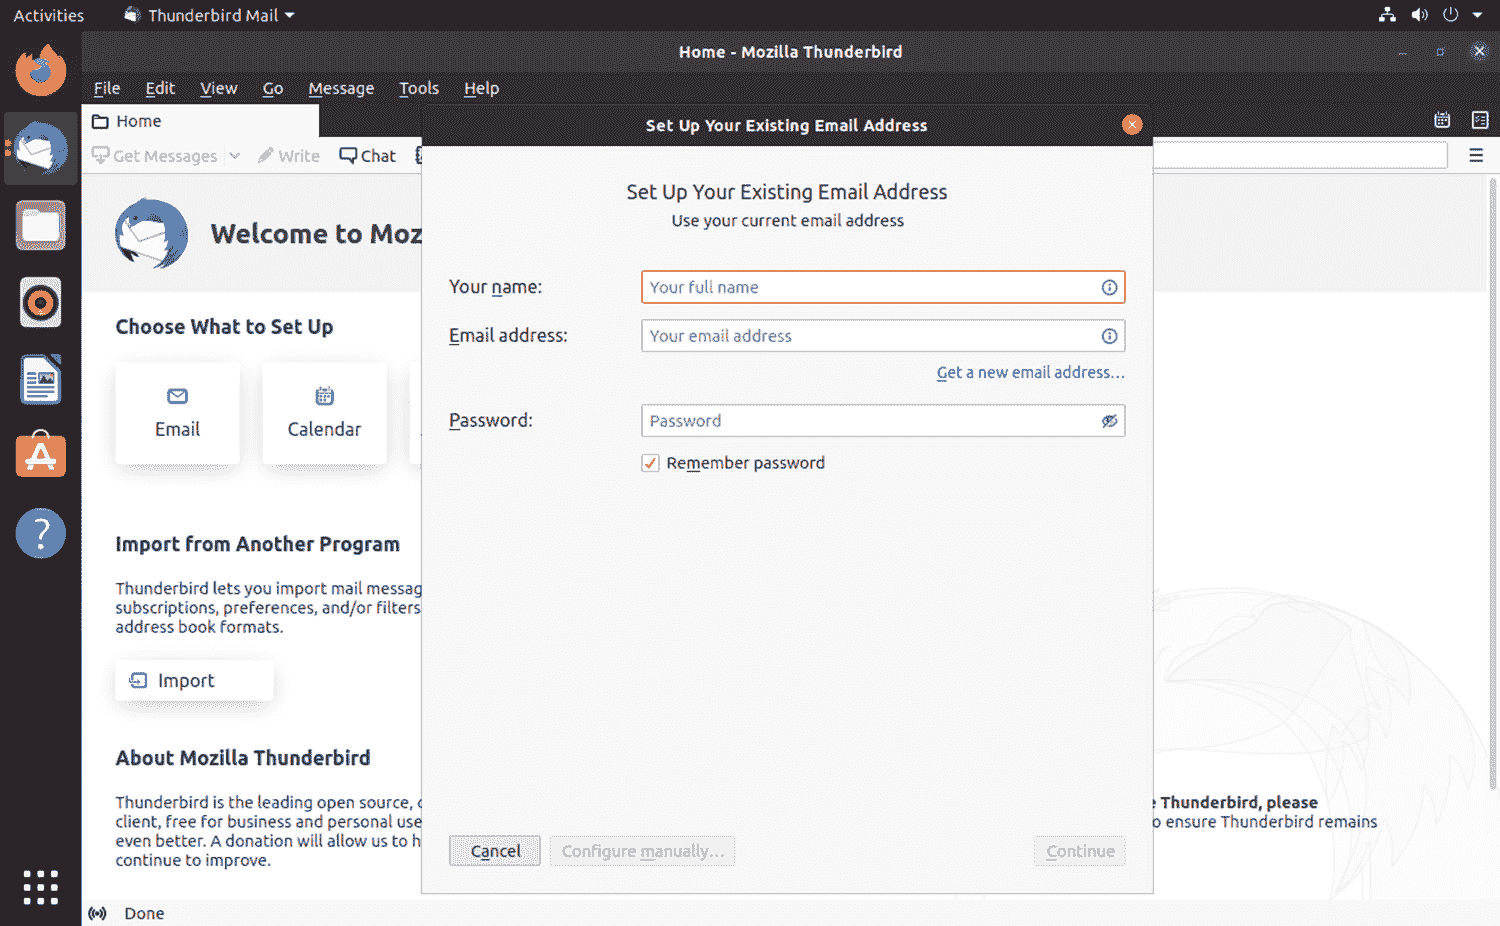 Activities Thunderbird Mail
Home - Mozilla Thunderbird
File Edit View Go Message Tools Help
Home
Get Messages Write Chat
Welcome to Moz
Choose What to Set Up
Email Calendar
Import from Another Program
Thunderbird lets you import mail messag
subscriptions, preferences, and/or filters
address book formats.
Import
About Mozilla Thunderbird
Thunderbird is the leading open source,
client, free for business and personal use
even better. A donation will allow us to h
continue to improve.
Set Up Your Existing Email Address
Set Up Your Existing Email Address
Use your current email address
Your name: Your full name
Email address: Your email address
Get a new email address...
Password: Password
Remember password
Cancel Configure manually... Continue
e Thunderbird, please
o ensure Thunderbird remains
Done